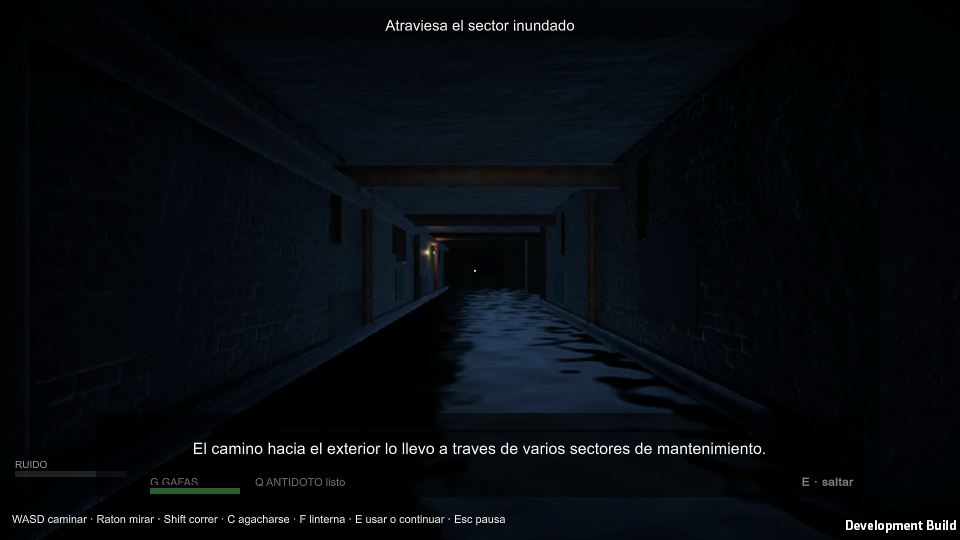 Atraviesa el sector inundado
El camino hacia el exterior lo llevo a traves de varios sectores de mantenimiento.
RUIDO
G GAFAS
Q ANTIDOTO listo
E · saltar
WASD caminar · Raton mirar · Shift correr · C agacharse · F linterna · E usar o continuar · Esc pausa
Development Build